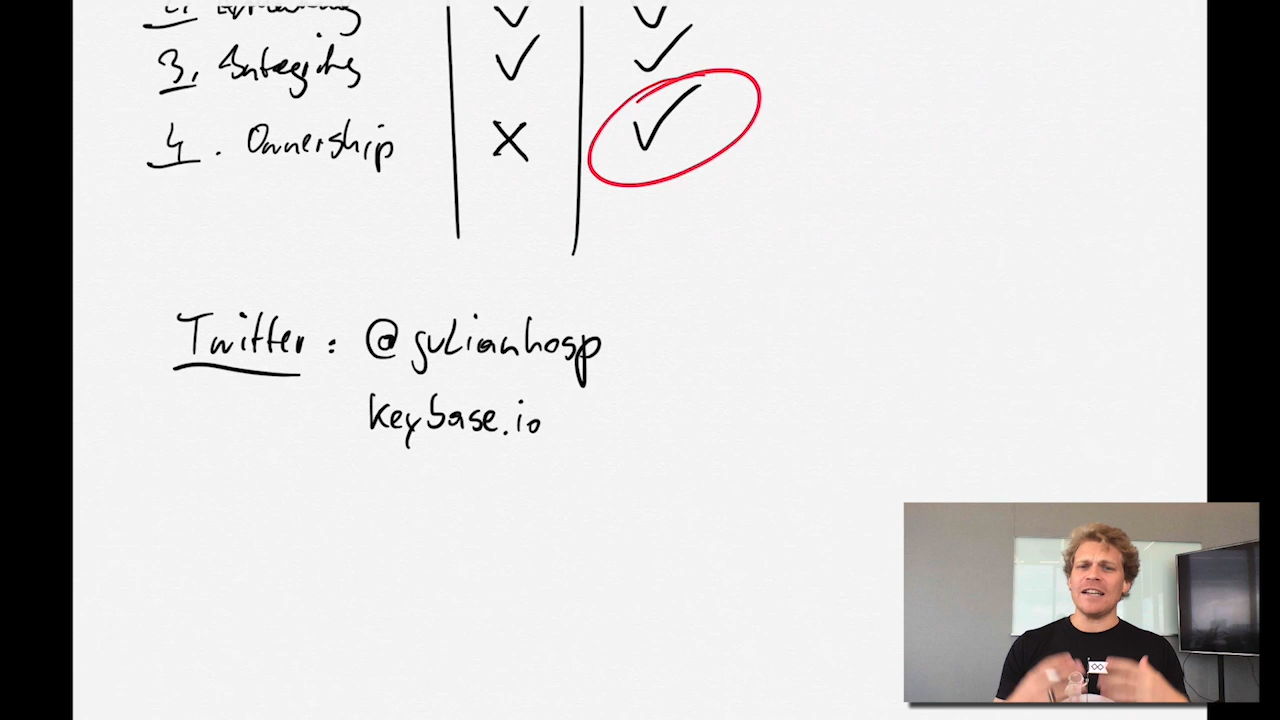 3. Integrity
4. Ownership
Twitter: @julianhosp
keybase.io